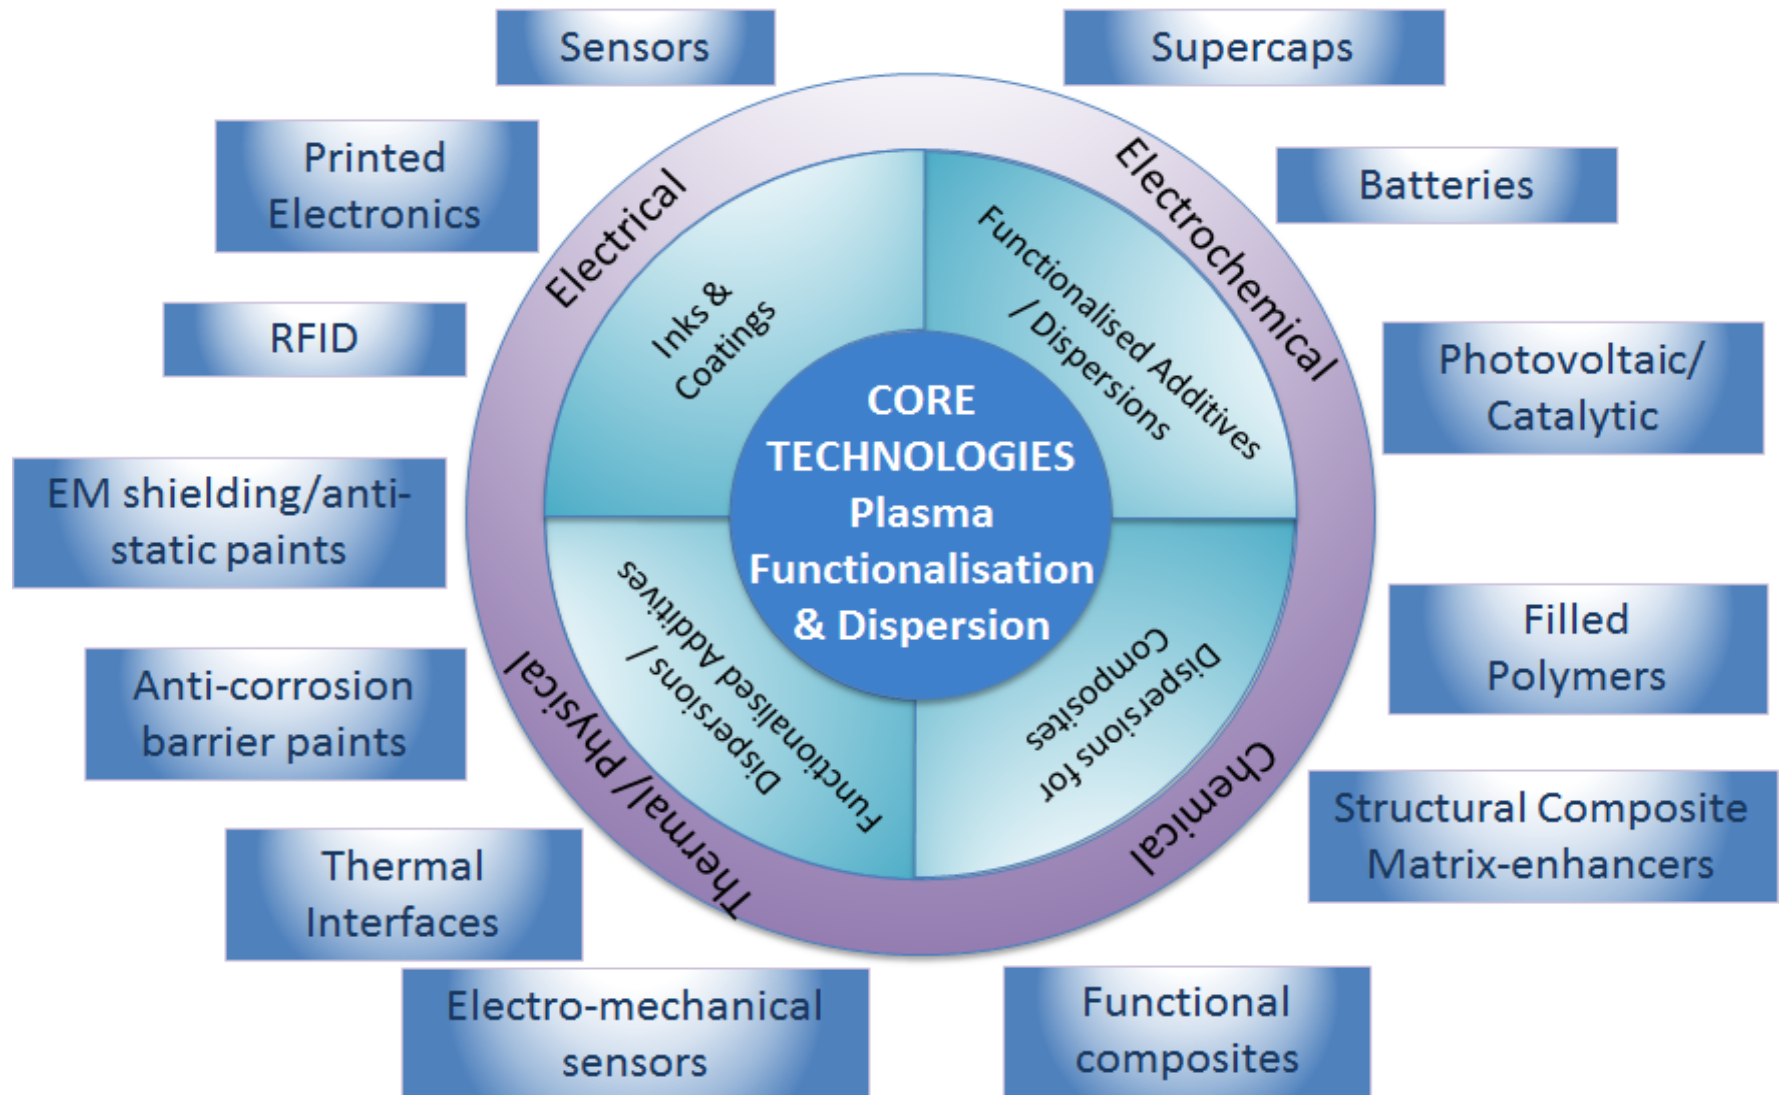 Sensors
Supercaps
Printed
Electronics
Batteries
RFID
Photovoltaic/
Catalytic
EM shielding/anti-
static paints
Filled
Polymers
Anti-corrosion
barrier paints
Structural Composite
Matrix-enhancers
Thermal
Interfaces
Electro-mechanical
sensors
Functional
composites
Electrical
Electrochemical
Chemical
Thermal/ Physical
Inks &
Coatings
Functionalised Additives
/ Dispersions
Dispersions for
Composites
Dispersions /
Functionalised Additives
CORE
TECHNOLOGIES
Plasma
Functionalisation
& Dispersion